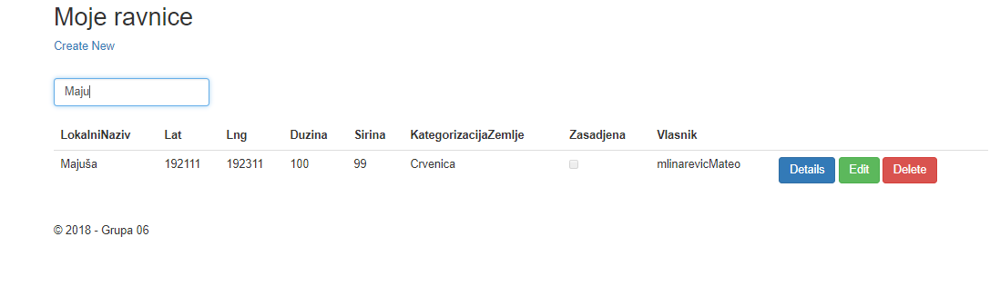 Moje ravnice
Create New
Maju
LokalniNaziv Lat Lng Duzina Sirina KategorizacijaZemlje Zasadjena Vlasnik
Majuša 192111 192311 100 99 Crvenica mlinarevicMateo Details Edit Delete
© 2018 - Grupa 06